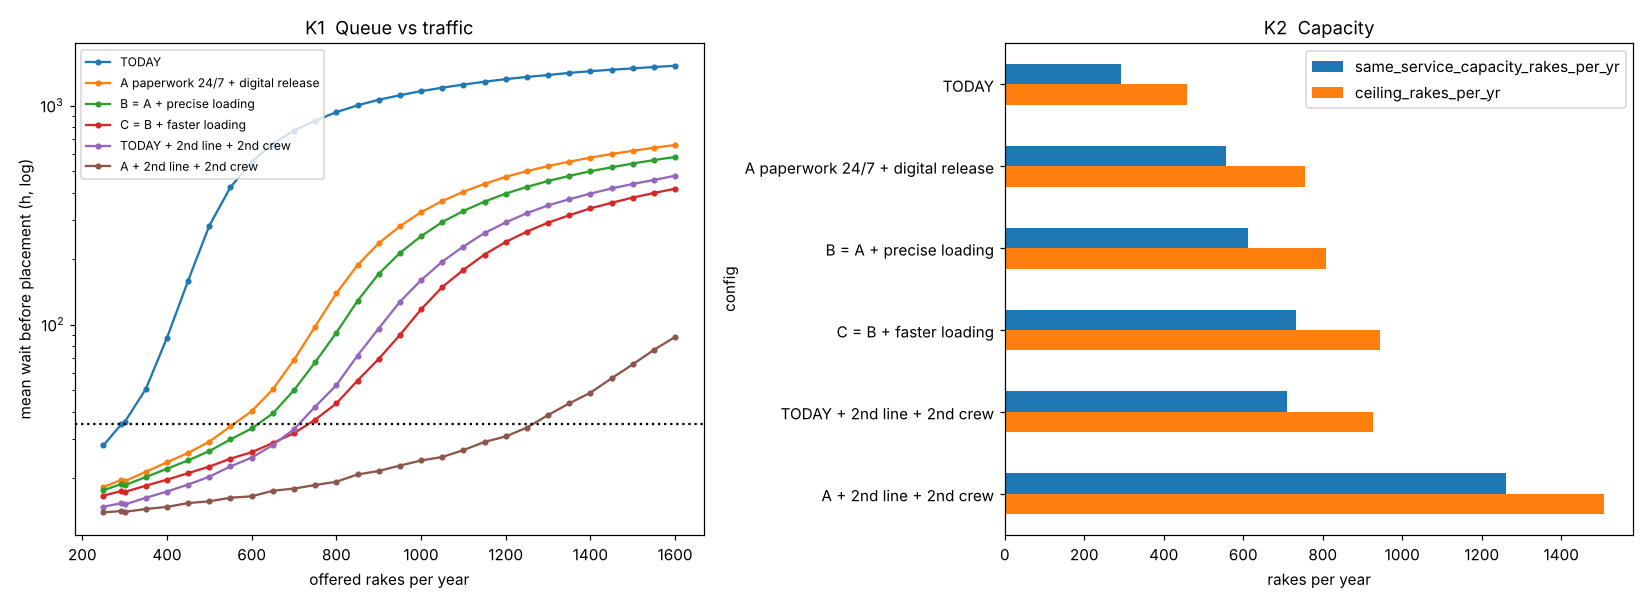 K1  Queue vs traffic
TODAY
A paperwork 24/7 + digital release
B = A + precise loading
C = B + faster loading
TODAY + 2nd line + 2nd crew
A + 2nd line + 2nd crew
mean wait before placement (h, log)
10³
10²
200 400 600 800 1000 1200 1400 1600
offered rakes per year
K2  Capacity
same_service_capacity_rakes_per_yr
ceiling_rakes_per_yr
config
TODAY
A paperwork 24/7 + digital release
B = A + precise loading
C = B + faster loading
TODAY + 2nd line + 2nd crew
A + 2nd line + 2nd crew
0 200 400 600 800 1000 1200 1400
rakes per year